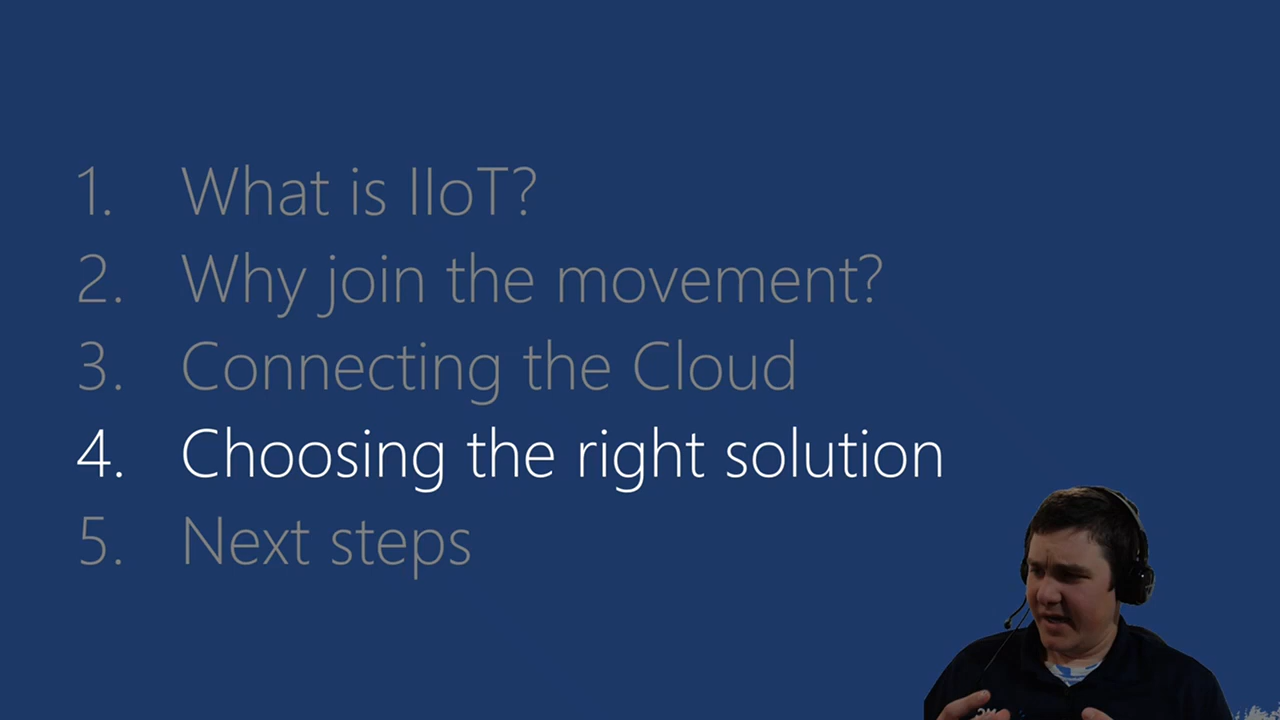 1. What is IIoT?
2. Why join the movement?
3. Connecting the Cloud
4. Choosing the right solution
5. Next steps